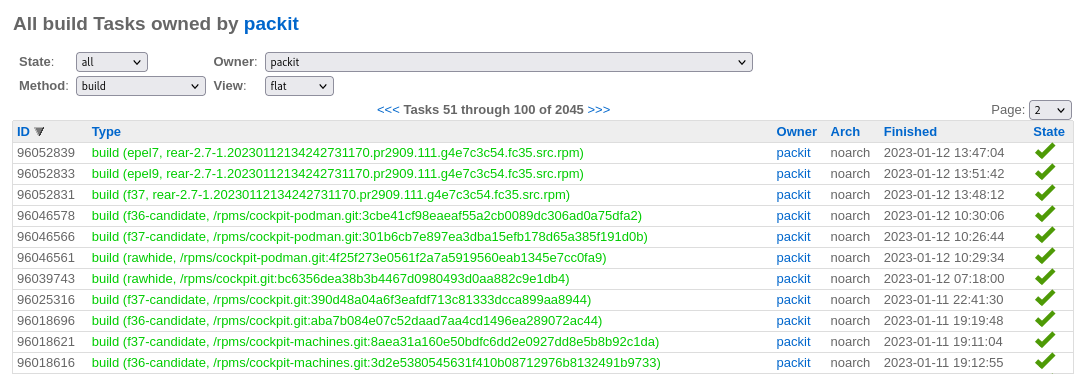 All build Tasks owned by packit
State: all Owner: packit
Method: build View: flat
<<< Tasks 51 through 100 of 2045 >>> Page: 2
ID Type Owner Arch Finished State
96052839 build (epel7, rear-2.7-1.20230112134242731170.pr2909.111.g4e7c3c54.fc35.src.rpm) packit noarch 2023-01-12 13:47:04
96052833 build (epel9, rear-2.7-1.20230112134242731170.pr2909.111.g4e7c3c54.fc35.src.rpm) packit noarch 2023-01-12 13:51:42
96052831 build (f37, rear-2.7-1.20230112134242731170.pr2909.111.g4e7c3c54.fc35.src.rpm) packit noarch 2023-01-12 13:48:12
96046578 build (f36-candidate, /rpms/cockpit-podman.git:3cbe41cf98eaeaf55a2cb0089dc306ad0a75dfa2) packit noarch 2023-01-12 10:30:06
96046566 build (f37-candidate, /rpms/cockpit-podman.git:301b6cb7e897ea3dba15efb178d65a385f191d0b) packit noarch 2023-01-12 10:26:44
96046561 build (rawhide, /rpms/cockpit-podman.git:4f25f273e0561f2a7a5919560eab1345e7cc0fa9) packit noarch 2023-01-12 10:29:34
96039743 build (rawhide, /rpms/cockpit.git:bc6356dea38b3b4467d0980493d0aa882c9e1db4) packit noarch 2023-01-12 07:18:00
96025316 build (f37-candidate, /rpms/cockpit.git:390d48a04a6f3eafdf713c81333dcca899aa8944) packit noarch 2023-01-11 22:41:30
96018696 build (f36-candidate, /rpms/cockpit.git:aba7b084e07c52daad7aa4cd1496ea289072ac44) packit noarch 2023-01-11 19:19:48
96018621 build (f37-candidate, /rpms/cockpit-machines.git:8aea31a160e50bdfc6dd2e0927dd8e5b8b92c1da) packit noarch 2023-01-11 19:11:04
96018616 build (f36-candidate, /rpms/cockpit-machines.git:3d2e5380545631f410b08712976b8132491b9733) packit noarch 2023-01-11 19:12:55